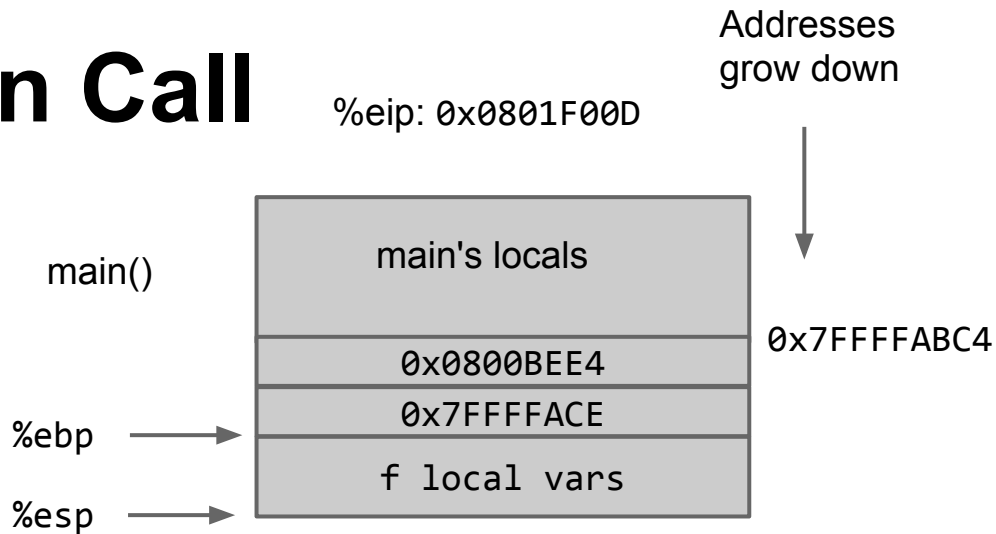 n Call
Addresses
grow down
%eip: 0x0801F00D
main()
main's locals
0x7FFFFABC4
0x0800BEE4
0x7FFFFACE
%ebp
f local vars
%esp